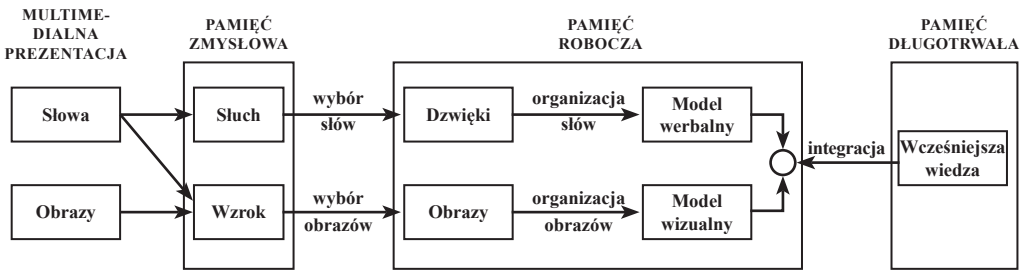 MULTIME-
DIALNA
PREZENTACJA
PAMIĘĆ
ZMYSŁOWA
PAMIĘĆ
ROBOCZA
PAMIĘĆ
DŁUGOTRWAŁA
Słowa
Słuch
wybór
słów
Dzwięki
organizacja
słów
Model
werbalny
integracja
Wcześniejsza
wiedza
Obrazy
Wzrok
wybór
obrazów
Obrazy
organizacja
obrazów
Model
wizualny